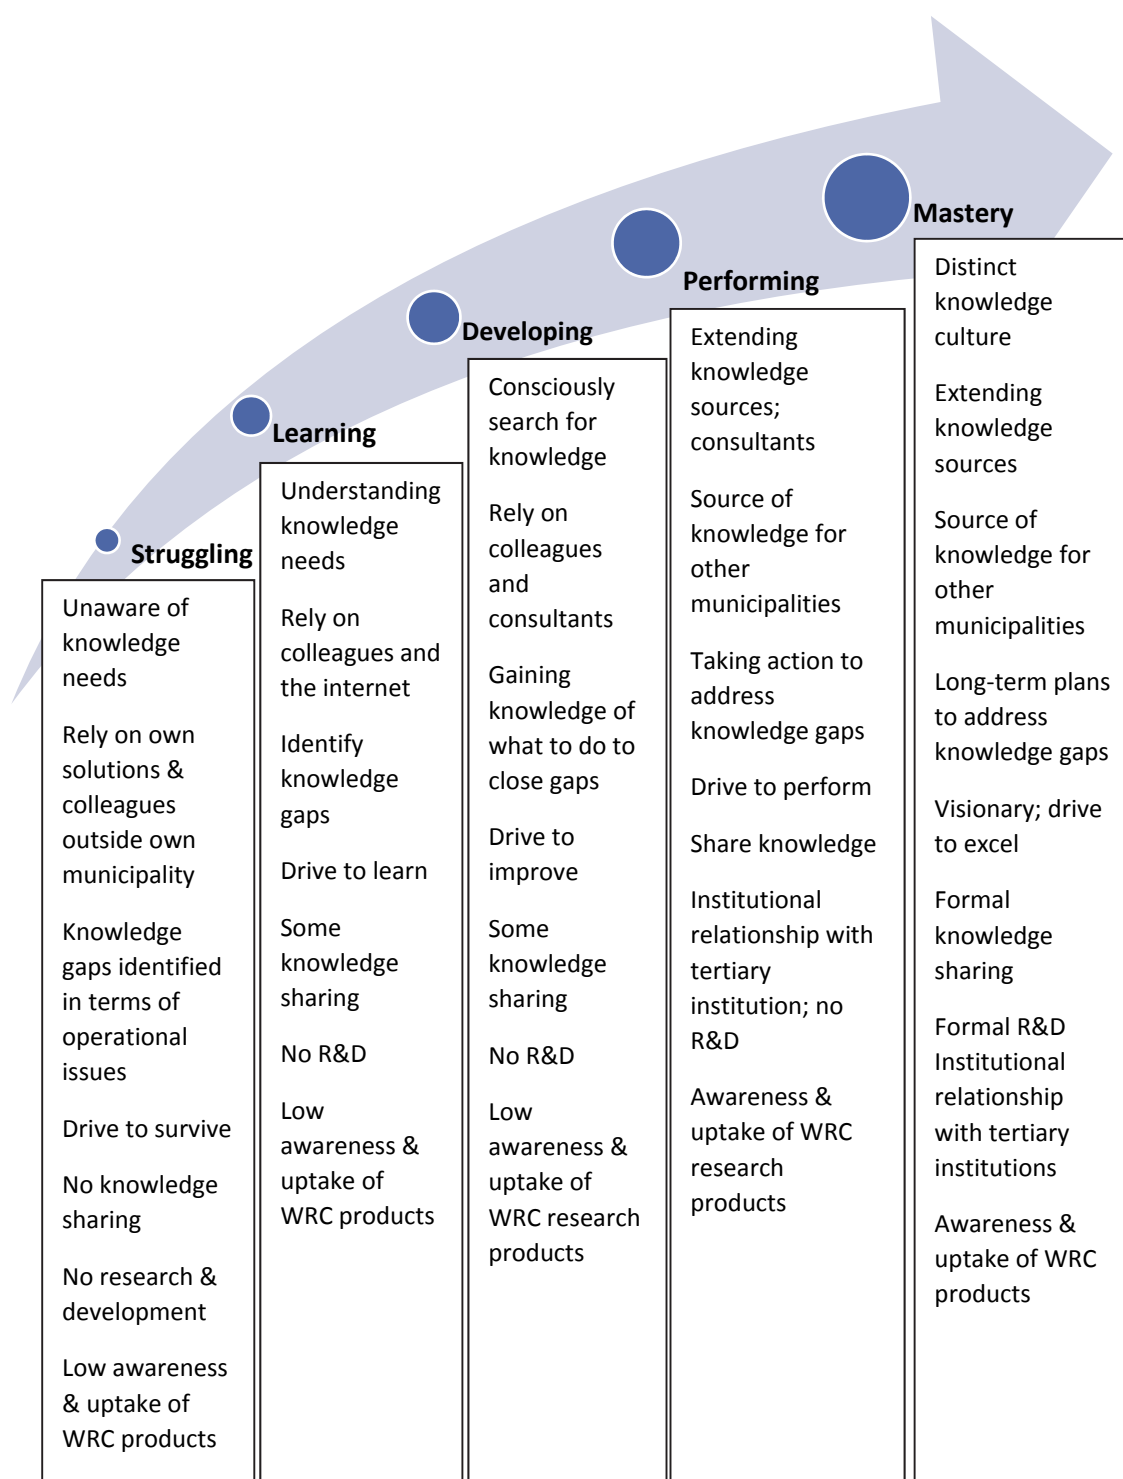 Struggling
Unaware of
knowledge
needs
Rely on own
solutions &
colleagues
outside own
municipality
Knowledge
gaps identified
in terms of
operational
issues
Drive to survive
No knowledge
sharing
No research &
development
Low awareness
& uptake of
WRC products
Learning
Understanding
knowledge
needs
Rely on
colleagues and
the internet
Identify
knowledge
gaps
Drive to learn
Some
knowledge
sharing
No R&D
Low
awareness &
uptake of
WRC products
Developing
Consciously
search for
knowledge
Rely on
colleagues
and
consultants
Gaining
knowledge of
what to do to
close gaps
Drive to
improve
Some
knowledge
sharing
No R&D
Low
awareness &
uptake of
WRC research
products
Performing
Extending
knowledge
sources;
consultants
Source of
knowledge for
other
municipalities
Taking action to
address
knowledge gaps
Drive to perform
Share knowledge
Institutional
relationship with
tertiary
institution; no
R&D
Awareness &
uptake of WRC
research
products
Mastery
Distinct
knowledge
culture
Extending
knowledge
sources
Source of
knowledge for
other
municipalities
Long-term plans
to address
knowledge gaps
Visionary; drive
to excel
Formal
knowledge
sharing
Formal R&D
Institutional
relationship
with tertiary
institutions
Awareness &
uptake of WRC
products